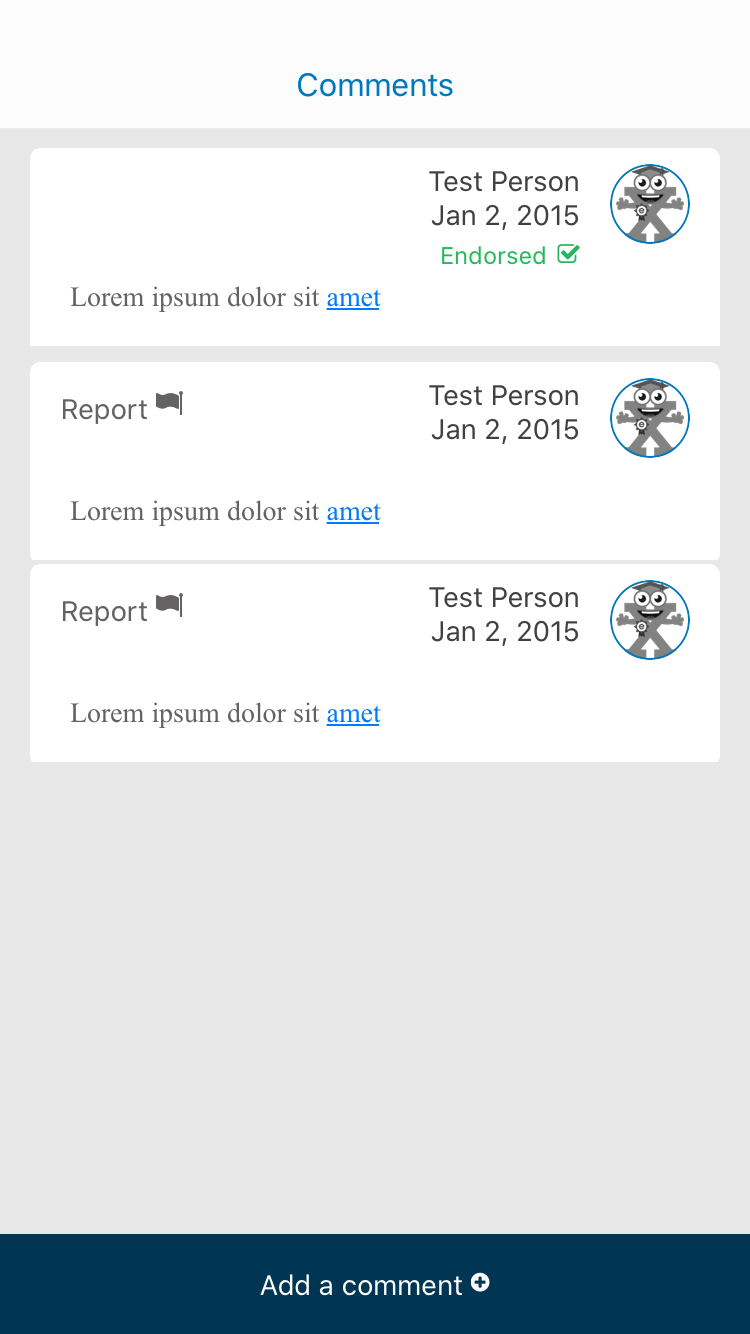 Comments
Test Person
Jan 2, 2015
Endorsed
Lorem ipsum dolor sit amet
Report
Test Person
Jan 2, 2015
Lorem ipsum dolor sit amet
Report
Test Person
Jan 2, 2015
Lorem ipsum dolor sit amet
Add a comment